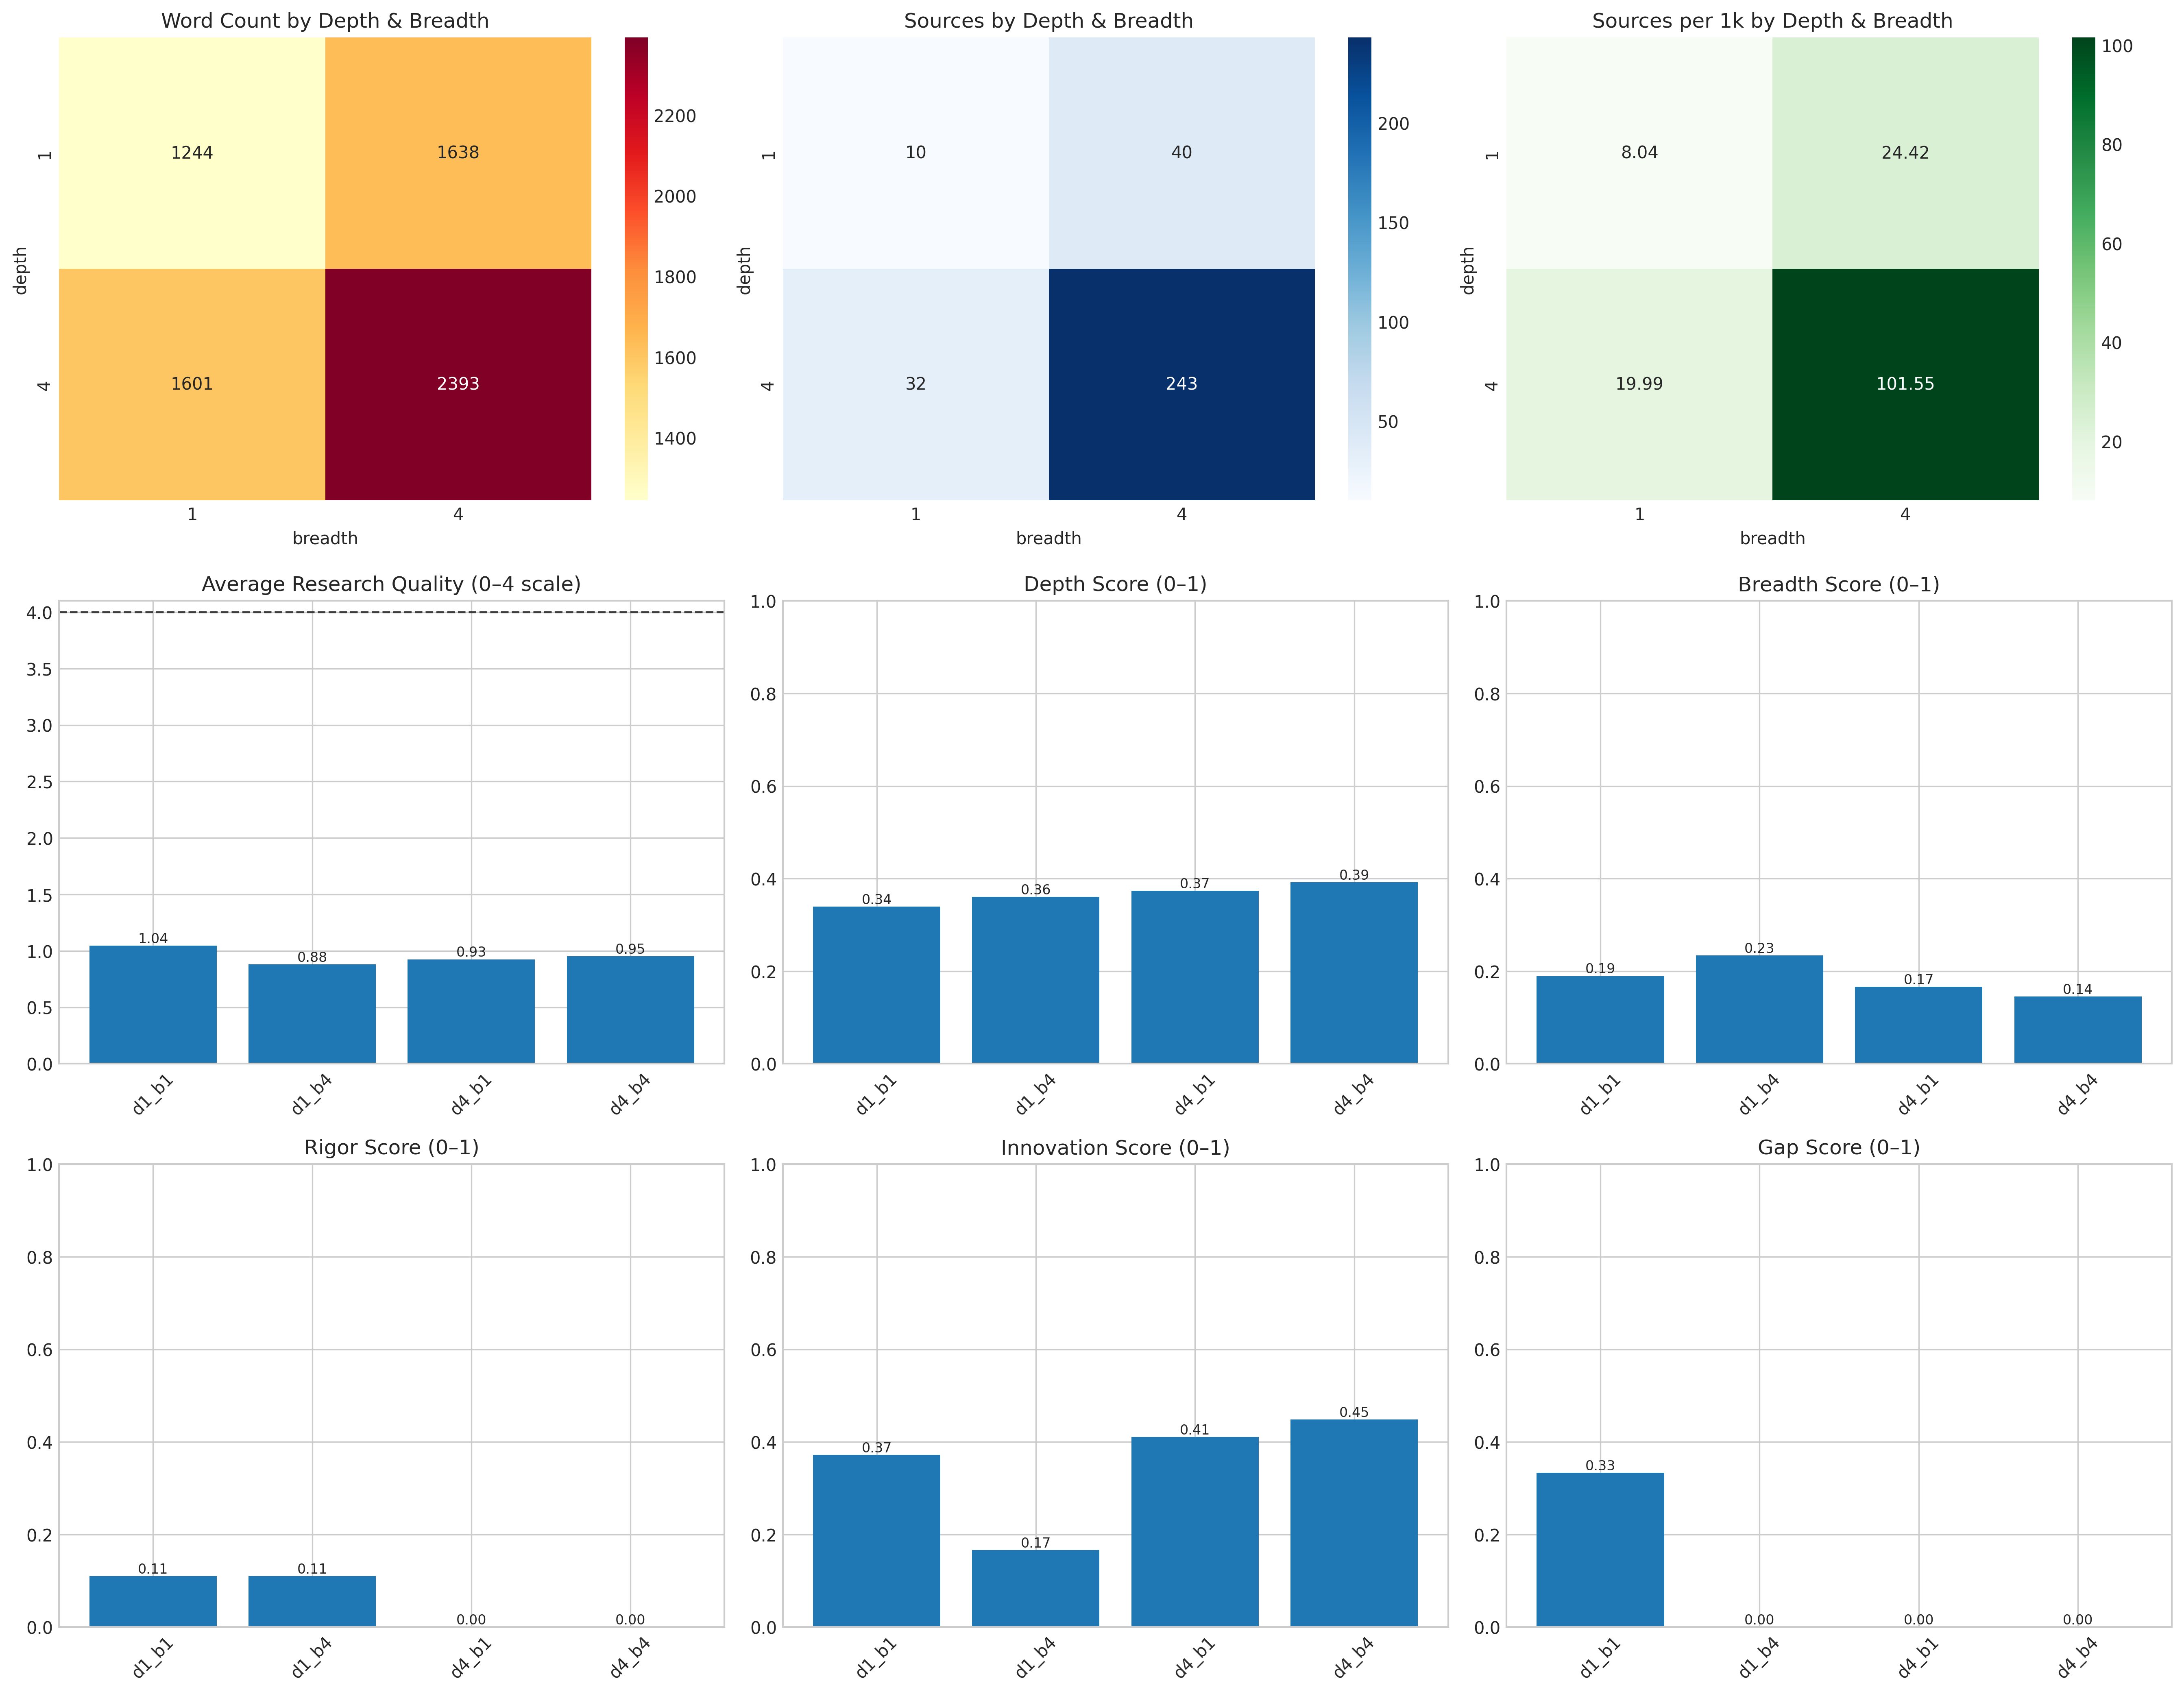 Word Count by Depth & Breadth
1244
1638
1601
2393
1
4
depth
1
4
breadth
2200
2000
1800
1600
1400
Sources by Depth & Breadth
10
40
32
243
1
4
depth
1
4
breadth
200
150
100
50
Sources per 1k by Depth & Breadth
8.04
24.42
19.99
101.55
1
4
depth
1
4
breadth
100
80
60
40
20
Average Research Quality (0–4 scale)
4.0
3.5
3.0
2.5
2.0
1.5
1.0
0.5
0.0
1.04
0.88
0.93
0.95
d1_b1
d1_b4
d4_b1
d4_b4
Depth Score (0–1)
1.0
0.8
0.6
0.4
0.2
0.0
0.34
0.36
0.37
0.39
d1_b1
d1_b4
d4_b1
d4_b4
Breadth Score (0–1)
1.0
0.8
0.6
0.4
0.2
0.0
0.19
0.23
0.17
0.14
d1_b1
d1_b4
d4_b1
d4_b4
Rigor Score (0–1)
1.0
0.8
0.6
0.4
0.2
0.0
0.11
0.11
0.00
0.00
d1_b1
d1_b4
d4_b1
d4_b4
Innovation Score (0–1)
1.0
0.8
0.6
0.4
0.2
0.0
0.37
0.17
0.41
0.45
d1_b1
d1_b4
d4_b1
d4_b4
Gap Score (0–1)
1.0
0.8
0.6
0.4
0.2
0.0
0.33
0.00
0.00
0.00
d1_b1
d1_b4
d4_b1
d4_b4